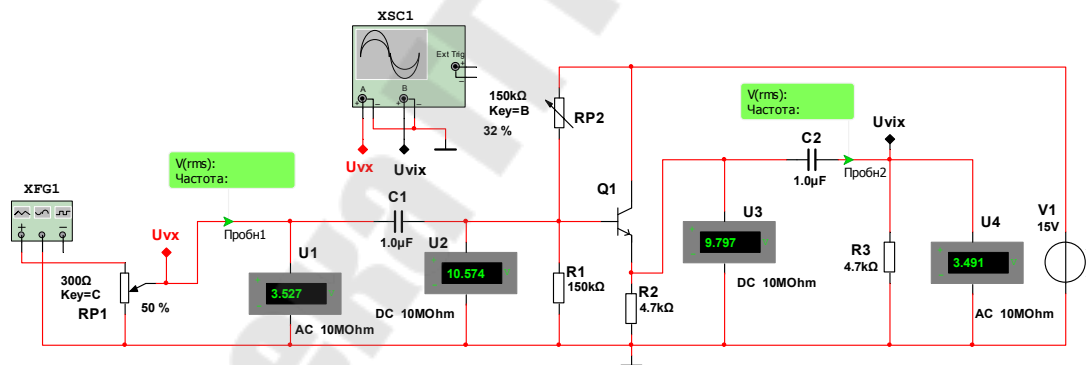 XSC1
Ext Trig
+
−
A
B
+
−
+
−
Uvx
Uvix
150kΩ
Key=B
32 %
RP2
V(rms):
Частота:
Пробн1
V(rms):
Частота:
Пробн2
Uvix
C2
1.0µF
XFG1
+
−
Uvx
300Ω
Key=C
RP1
50 %
U1
3.527
V
AC 10MOhm
C1
1.0µF
U2
10.574
V
DC 10MOhm
R1
150kΩ
Q1
R2
4.7kΩ
U3
9.797
V
DC 10MOhm
R3
4.7kΩ
U4
3.491
V
AC 10MOhm
V1
15V